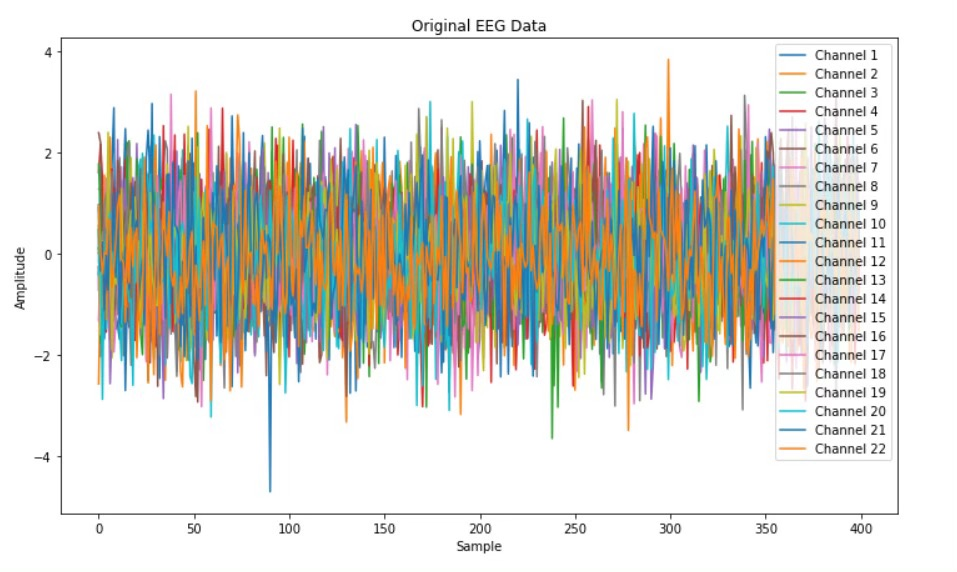 Original EEG Data
4
2
0
−2
−4
Amplitude
0 50 100 150 200 250 300 350 400
Sample
Channel 1
Channel 2
Channel 3
Channel 4
Channel 5
Channel 6
Channel 7
Channel 8
Channel 9
Channel 10
Channel 11
Channel 12
Channel 13
Channel 14
Channel 15
Channel 16
Channel 17
Channel 18
Channel 19
Channel 20
Channel 21
Channel 22